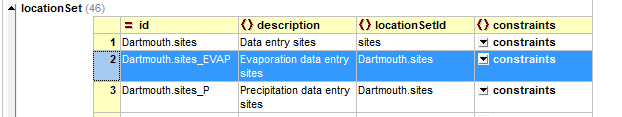 locationSet (46)
= id {} description {} locationSetId {} constraints
1 Dartmouth.sites Data entry sites sites constraints
2 Dartmouth.sites_EVAP Evaporation data entry sites Dartmouth.sites constraints
3 Dartmouth.sites_P Precipitation data entry sites Dartmouth.sites constraints